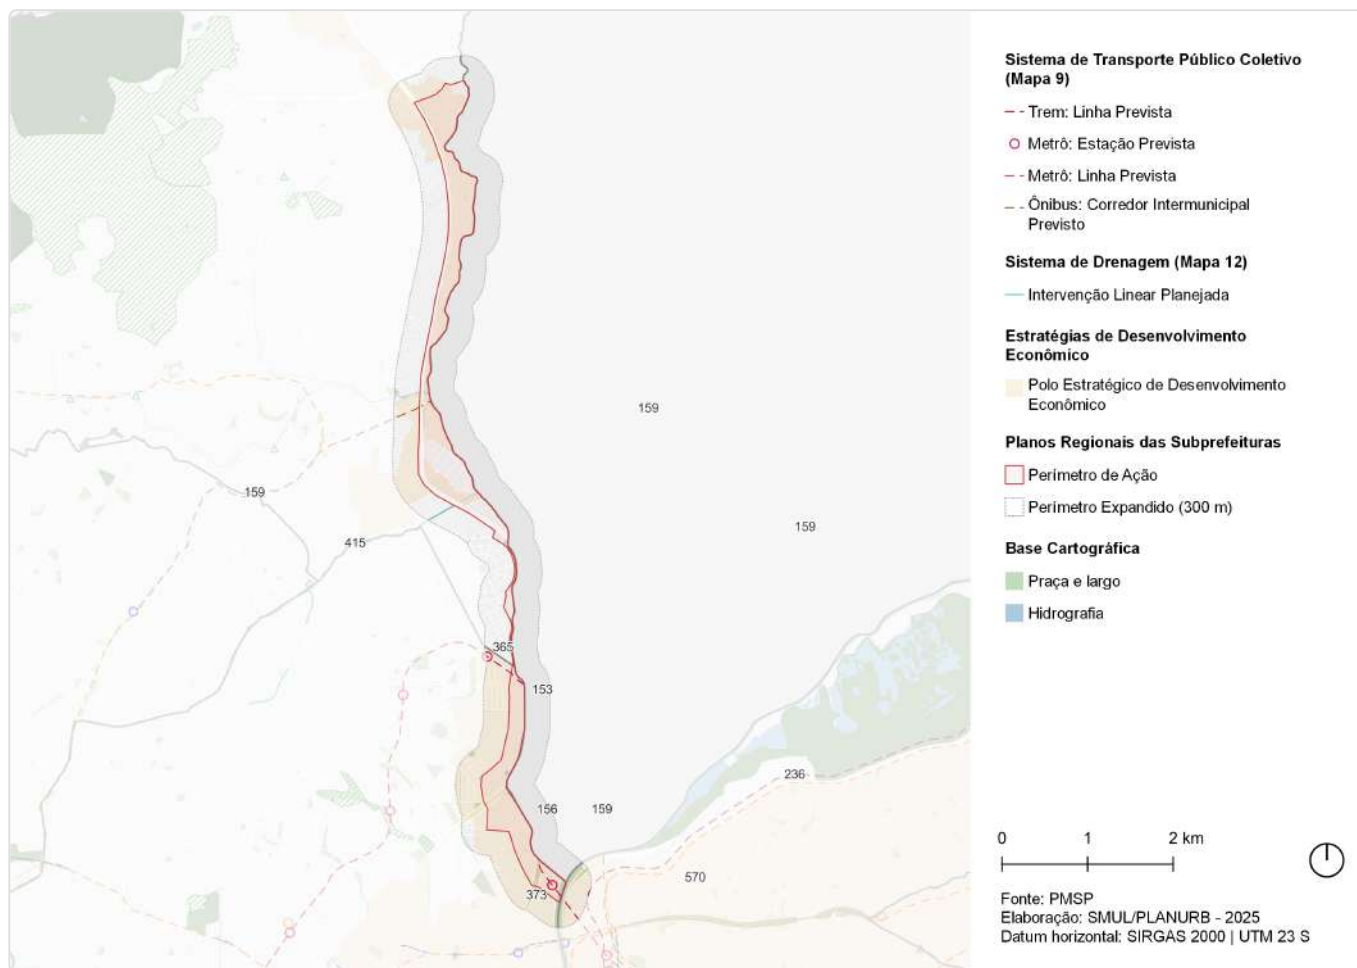 159
159
159
415
365
153
236
156
159
570
373
Sistema de Transporte Público Coletivo
(Mapa 9)
Trem: Linha Prevista
Metrô: Estação Prevista
Metrô: Linha Prevista
Ônibus: Corredor Intermunicipal
Previsto
Sistema de Drenagem (Mapa 12)
Intervenção Linear Planejada
Estratégias de Desenvolvimento
Econômico
Polo Estratégico de Desenvolvimento
Econômico
Planos Regionais das Subprefeituras
Perímetro de Ação
Perímetro Expandido (300 m)
Base Cartográfica
Praça e largo
Hidrografia
0 1 2 km
Fonte: PMSP
Elaboração: SMUL/PLANURB - 2025
Datum horizontal: SIRGAS 2000 | UTM 23 S